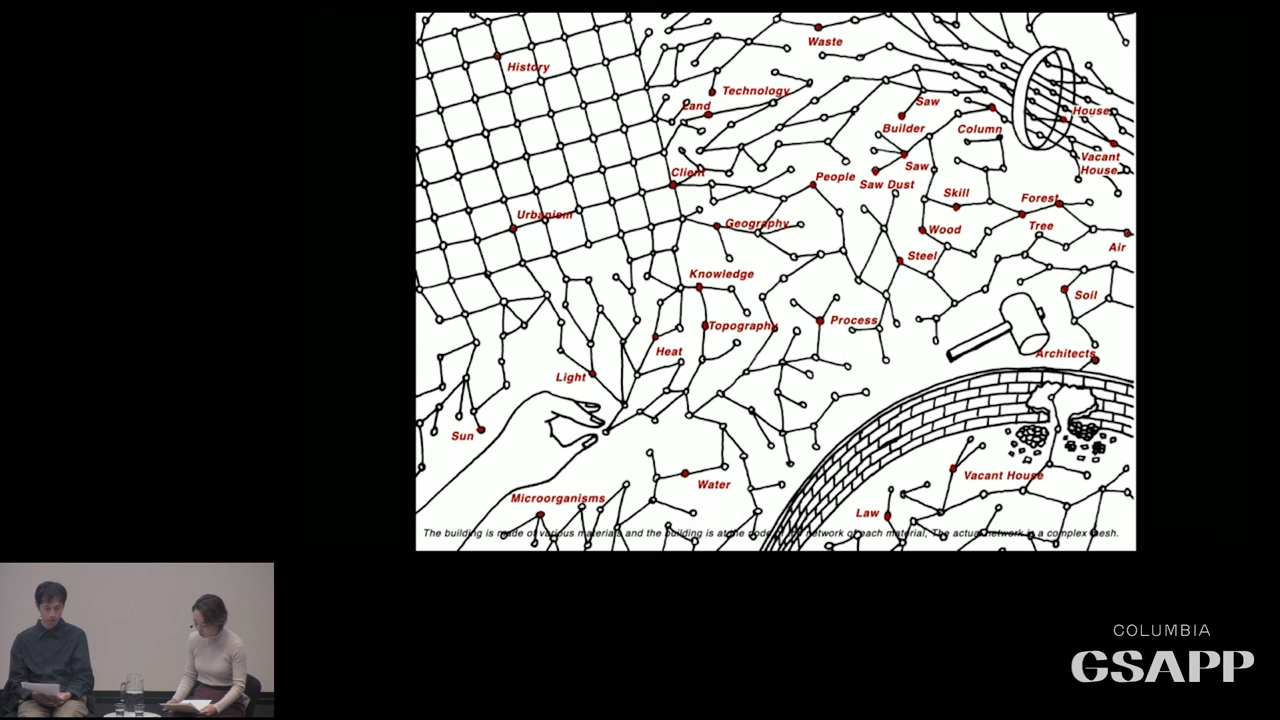 Waste
History
Technology
Land
Saw
House
Builder
Column
Vacant
House
Client
People
Saw
Saw Dust
Skill
Forest
Urbanism
Geography
Wood
Tree
Air
Steel
Knowledge
Soil
Topography
Process
Heat
Architects
Light
Sun
Vacant House
Water
Microorganisms
Law
The building is made of various materials and the building is at the node of the network of each material, The actual network is a complex mesh.
COLUMBIA
GSAPP